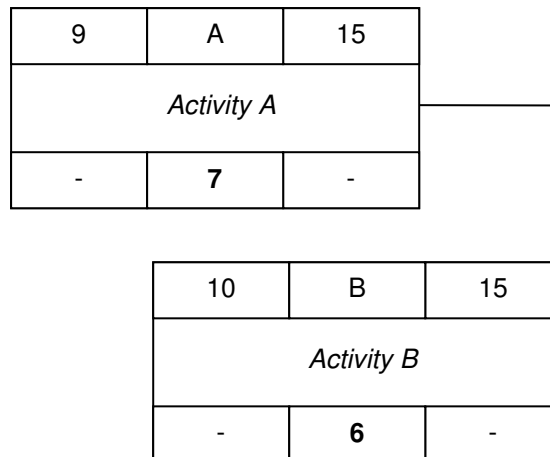 9 A 15
Activity A
- 7 -
10 B 15
Activity B
- 6 -